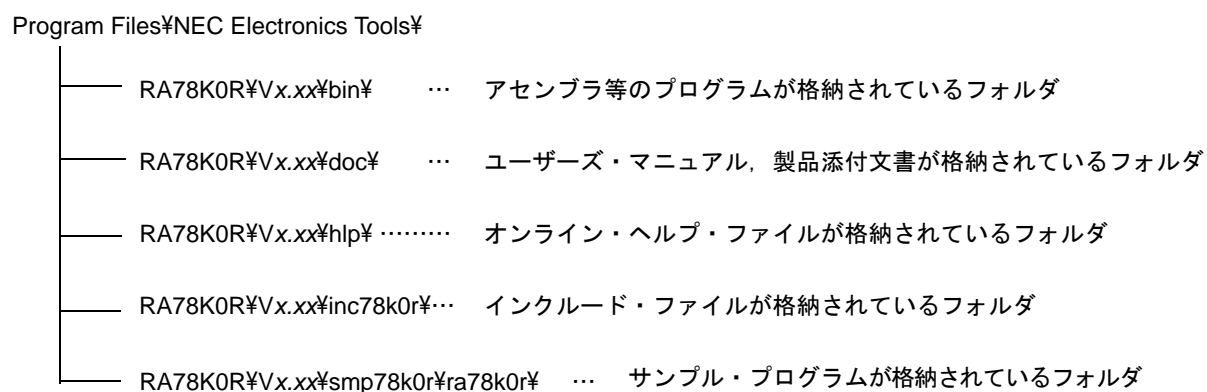 Program Files¥NEC Electronics Tools¥
RA78K0R¥Vx.xx¥bin¥ … アセンブラ等のプログラムが格納されているフォルダ
RA78K0R¥Vx.xx¥doc¥ … ユーザーズ・マニュアル，製品添付文書が格納されているフォルダ
RA78K0R¥Vx.xx¥hlp¥ ……… オンライン・ヘルプ・ファイルが格納されているフォルダ
RA78K0R¥Vx.xx¥inc78k0r¥… インクルード・ファイルが格納されているフォルダ
RA78K0R¥Vx.xx¥smp78k0r¥ra78k0r¥ … サンプル・プログラムが格納されているフォルダ